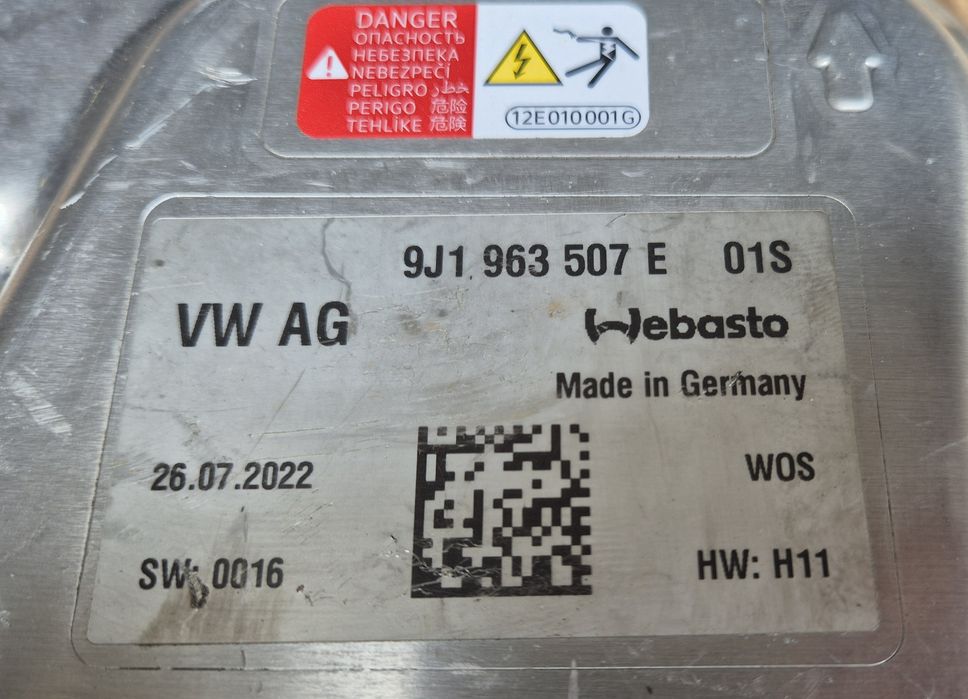 DANGER
ОПАСНОСТЬ
НЕБЕЗПЕКА
NEBEZPEČÍ
PELIGRO خطر
PERIGO 危险
TEHLİKE 危険
12E010001G
9J1 963 507 E 01S
VW AG
Webasto
Made in Germany
26.07.2022
WOS
SW: 0016
HW: H11